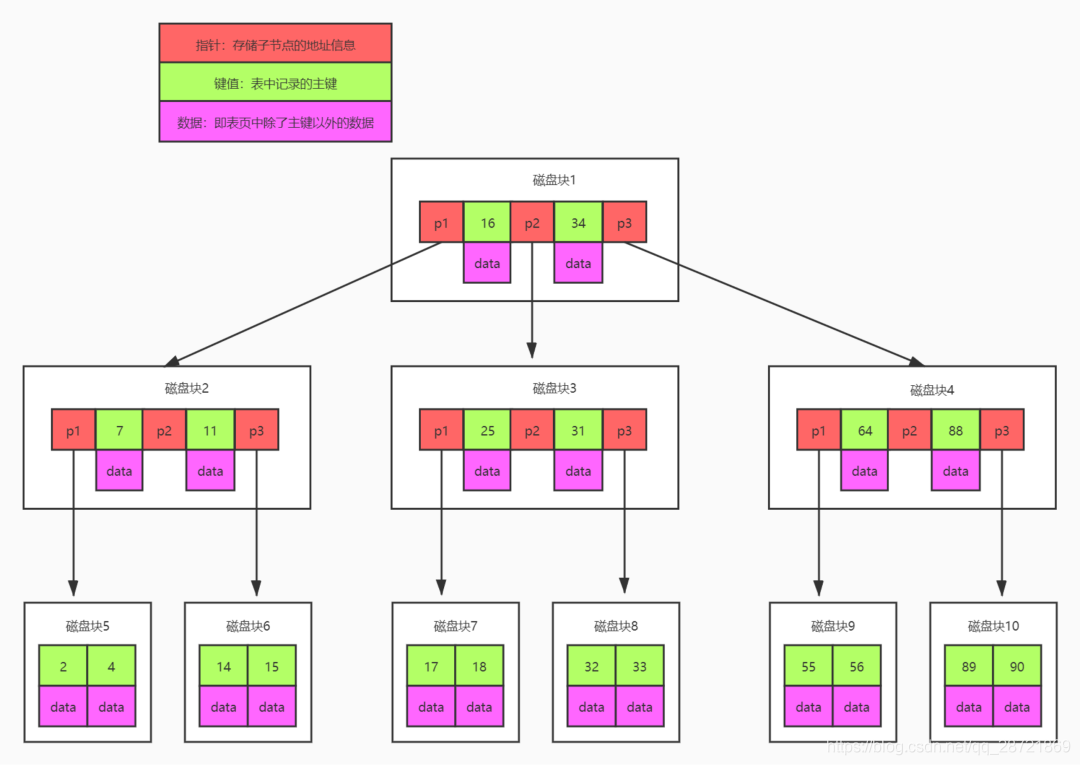 指针：存储子节点的地址信息
键值：表中记录的主键
数据：即表页中除了主键以外的数据
磁盘块1
p1 16 p2 34 p3
data data
磁盘块2 磁盘块3 磁盘块4
p1 7 p2 11 p3 p1 25 p2 31 p3 p1 64 p2 88 p3
data data data data data data
磁盘块5 磁盘块6 磁盘块7 磁盘块8 磁盘块9 磁盘块10
2 4 14 15 17 18 32 33 55 56 89 90
data data data data data data data data data data data data
https://blog.csdn.net/qq_28721869